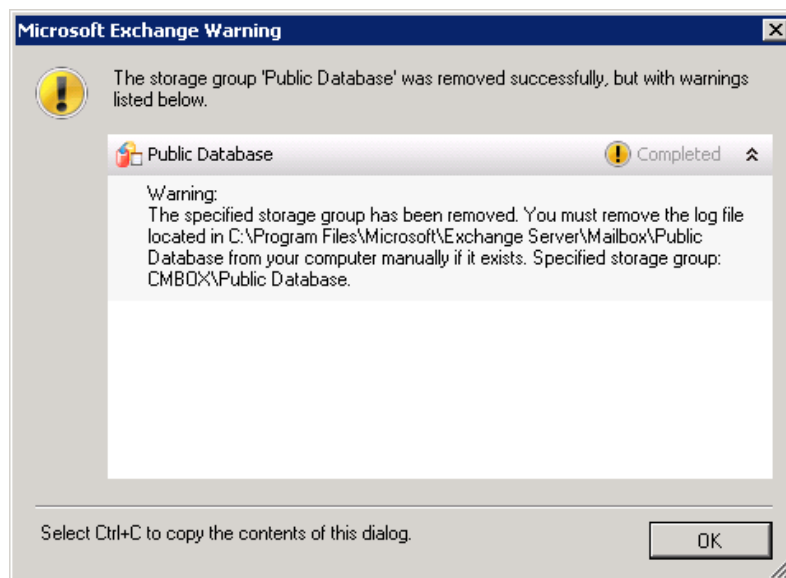 Microsoft Exchange Warning
The storage group 'Public Database' was removed successfully, but with warnings
listed below.
Public Database
Completed
Warning:
The specified storage group has been removed. You must remove the log file
located in C:\Program Files\Microsoft\Exchange Server\Mailbox\Public
Database from your computer manually if it exists. Specified storage group:
CMBOX\Public Database.
Select Ctrl+C to copy the contents of this dialog.
OK